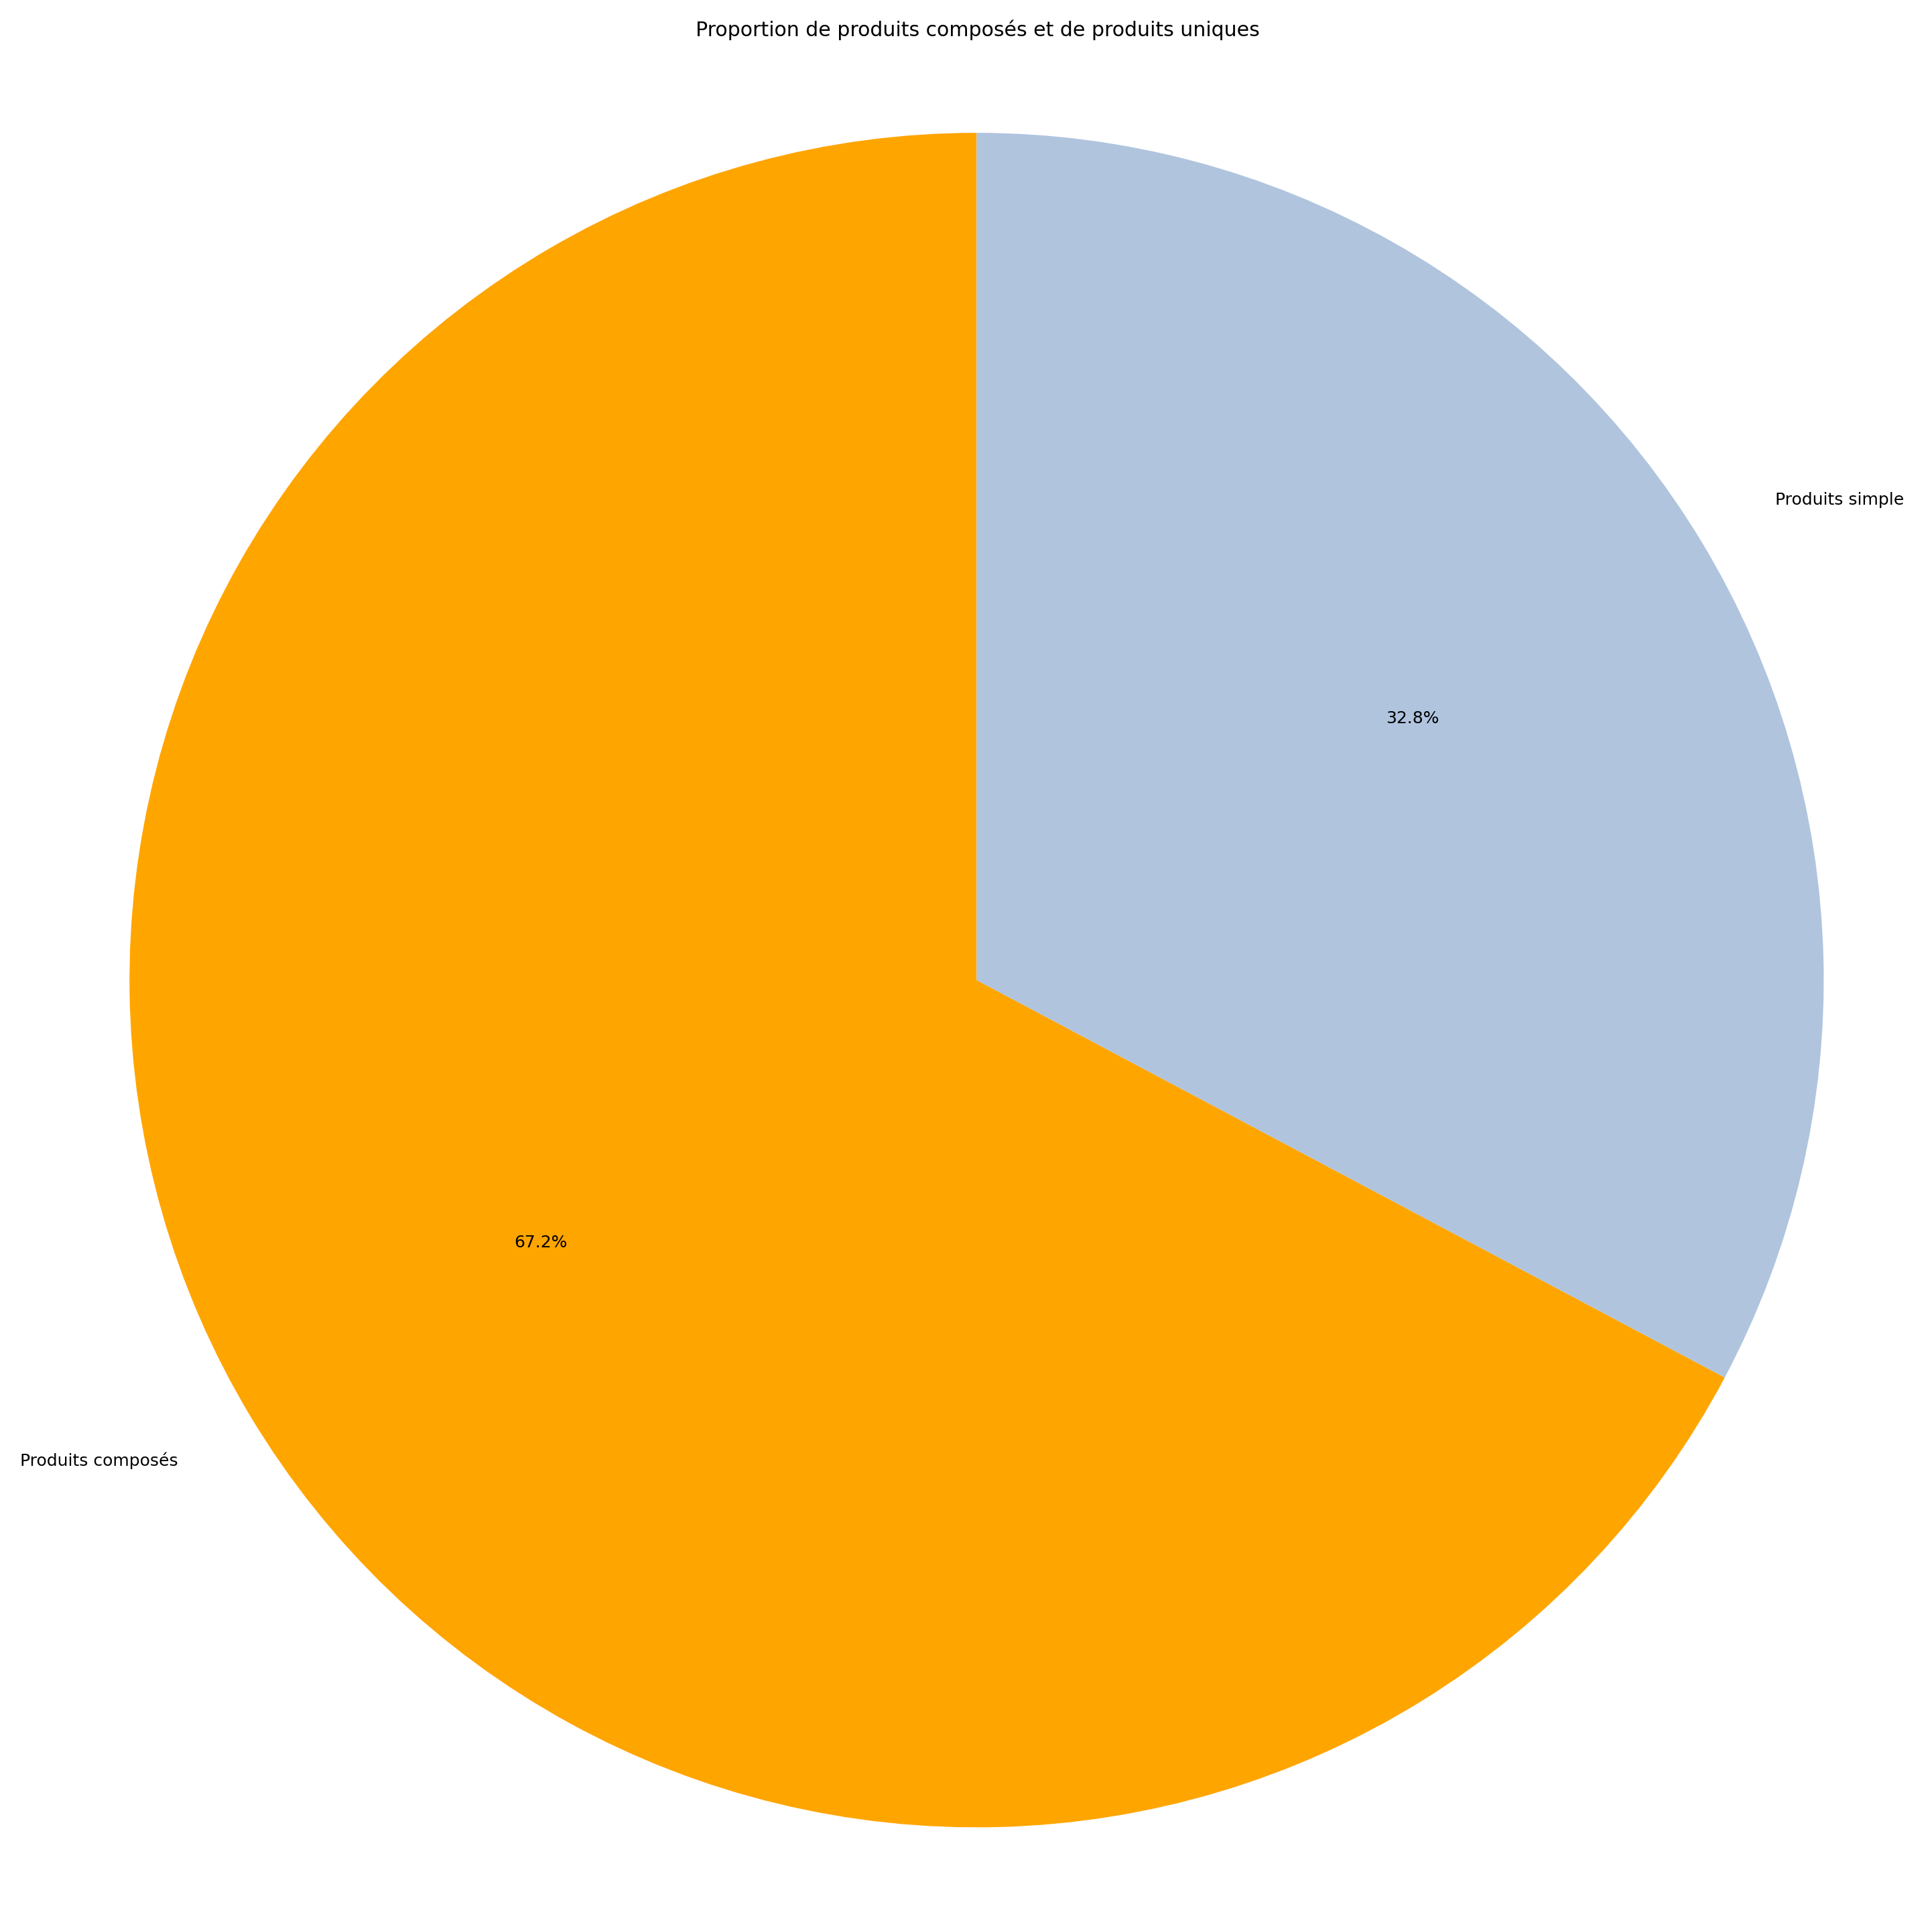 Proportion de produits composés et de produits uniques
Produits simple
32.8%
67.2%
Produits composés